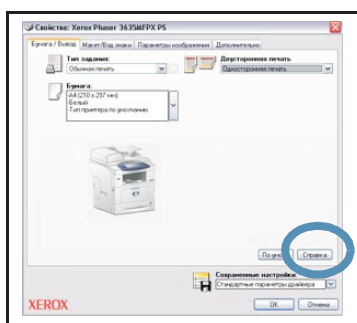 Свойства: Xerox Phaser 3635MFPX PS
Бумага / Вывод Макет/Вод. знаки Параметры изображения Дополнительно
Тип задания:
Обычная печать
Двусторонняя печать
Односторонняя печать
Бумага:
-A4 (210 x 297 мм)
-Белый
-Тип принтера по умолчанию
По умол Справка
Сохраненные настройки:
Стандартные параметры драйвера
XEROX
OK Отмена